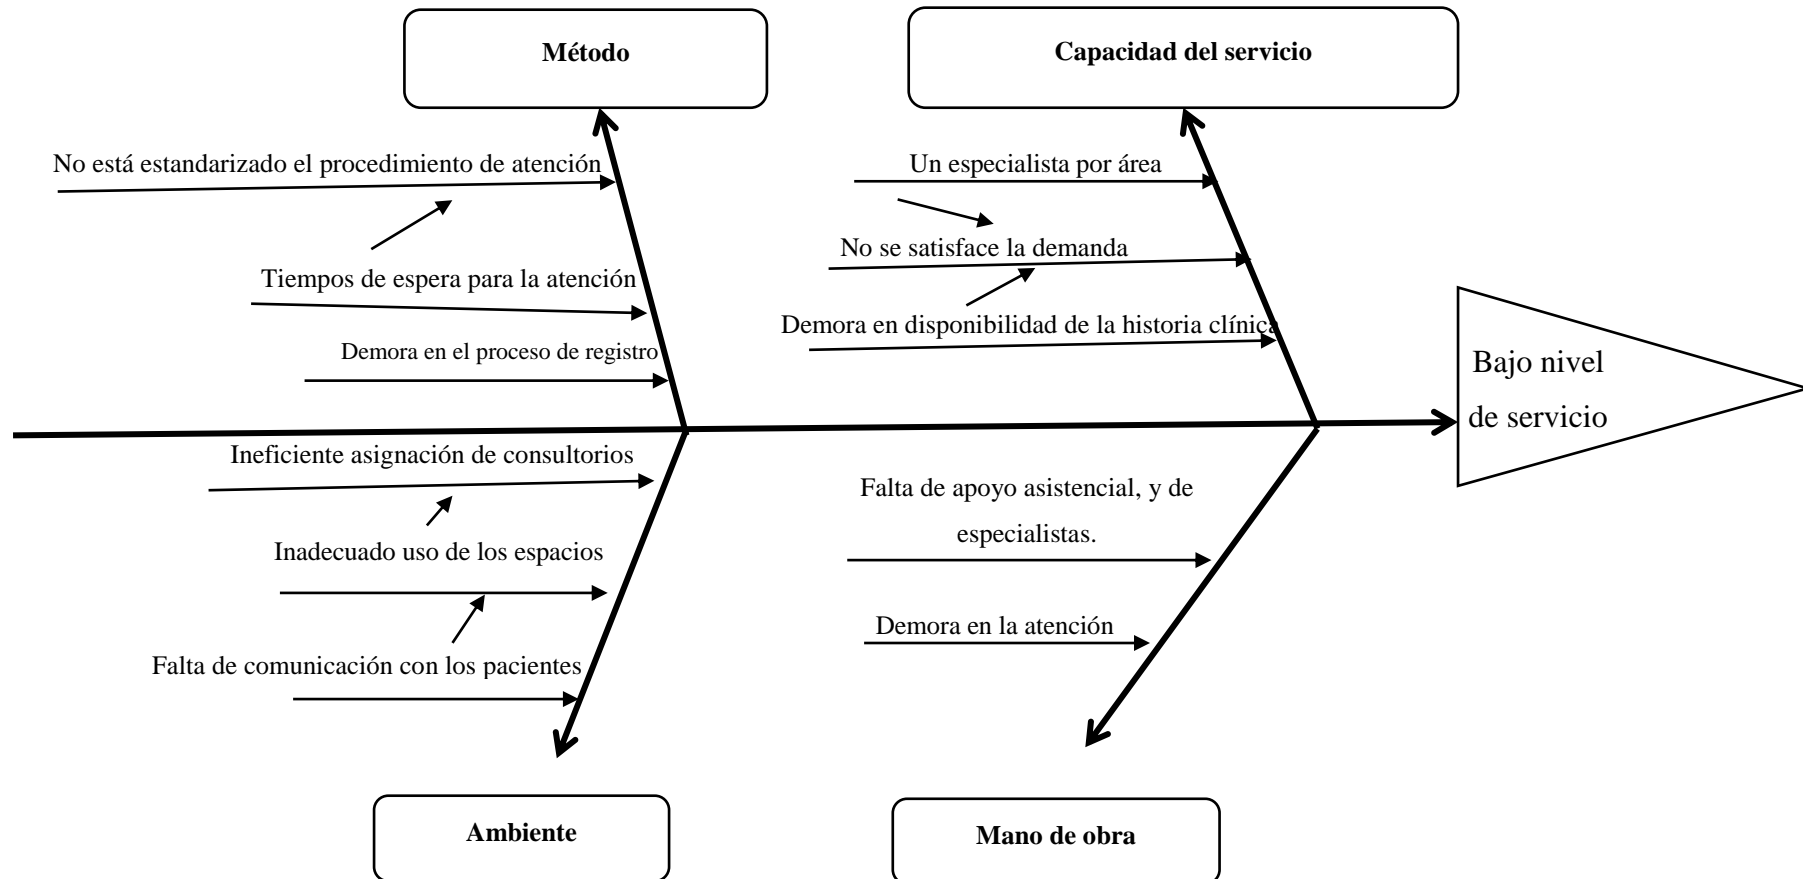 Método
Capacidad del servicio
No está estandarizado el procedimiento de atención
Un especialista por área
No se satisface la demanda
Tiempos de espera para la atención
Demora en disponibilidad de la historia clínica
Demora en el proceso de registro
Bajo nivel
de servicio
Ineficiente asignación de consultorios
Falta de apoyo asistencial, y de
especialistas.
Inadecuado uso de los espacios
Demora en la atención
Falta de comunicación con los pacientes
Ambiente
Mano de obra